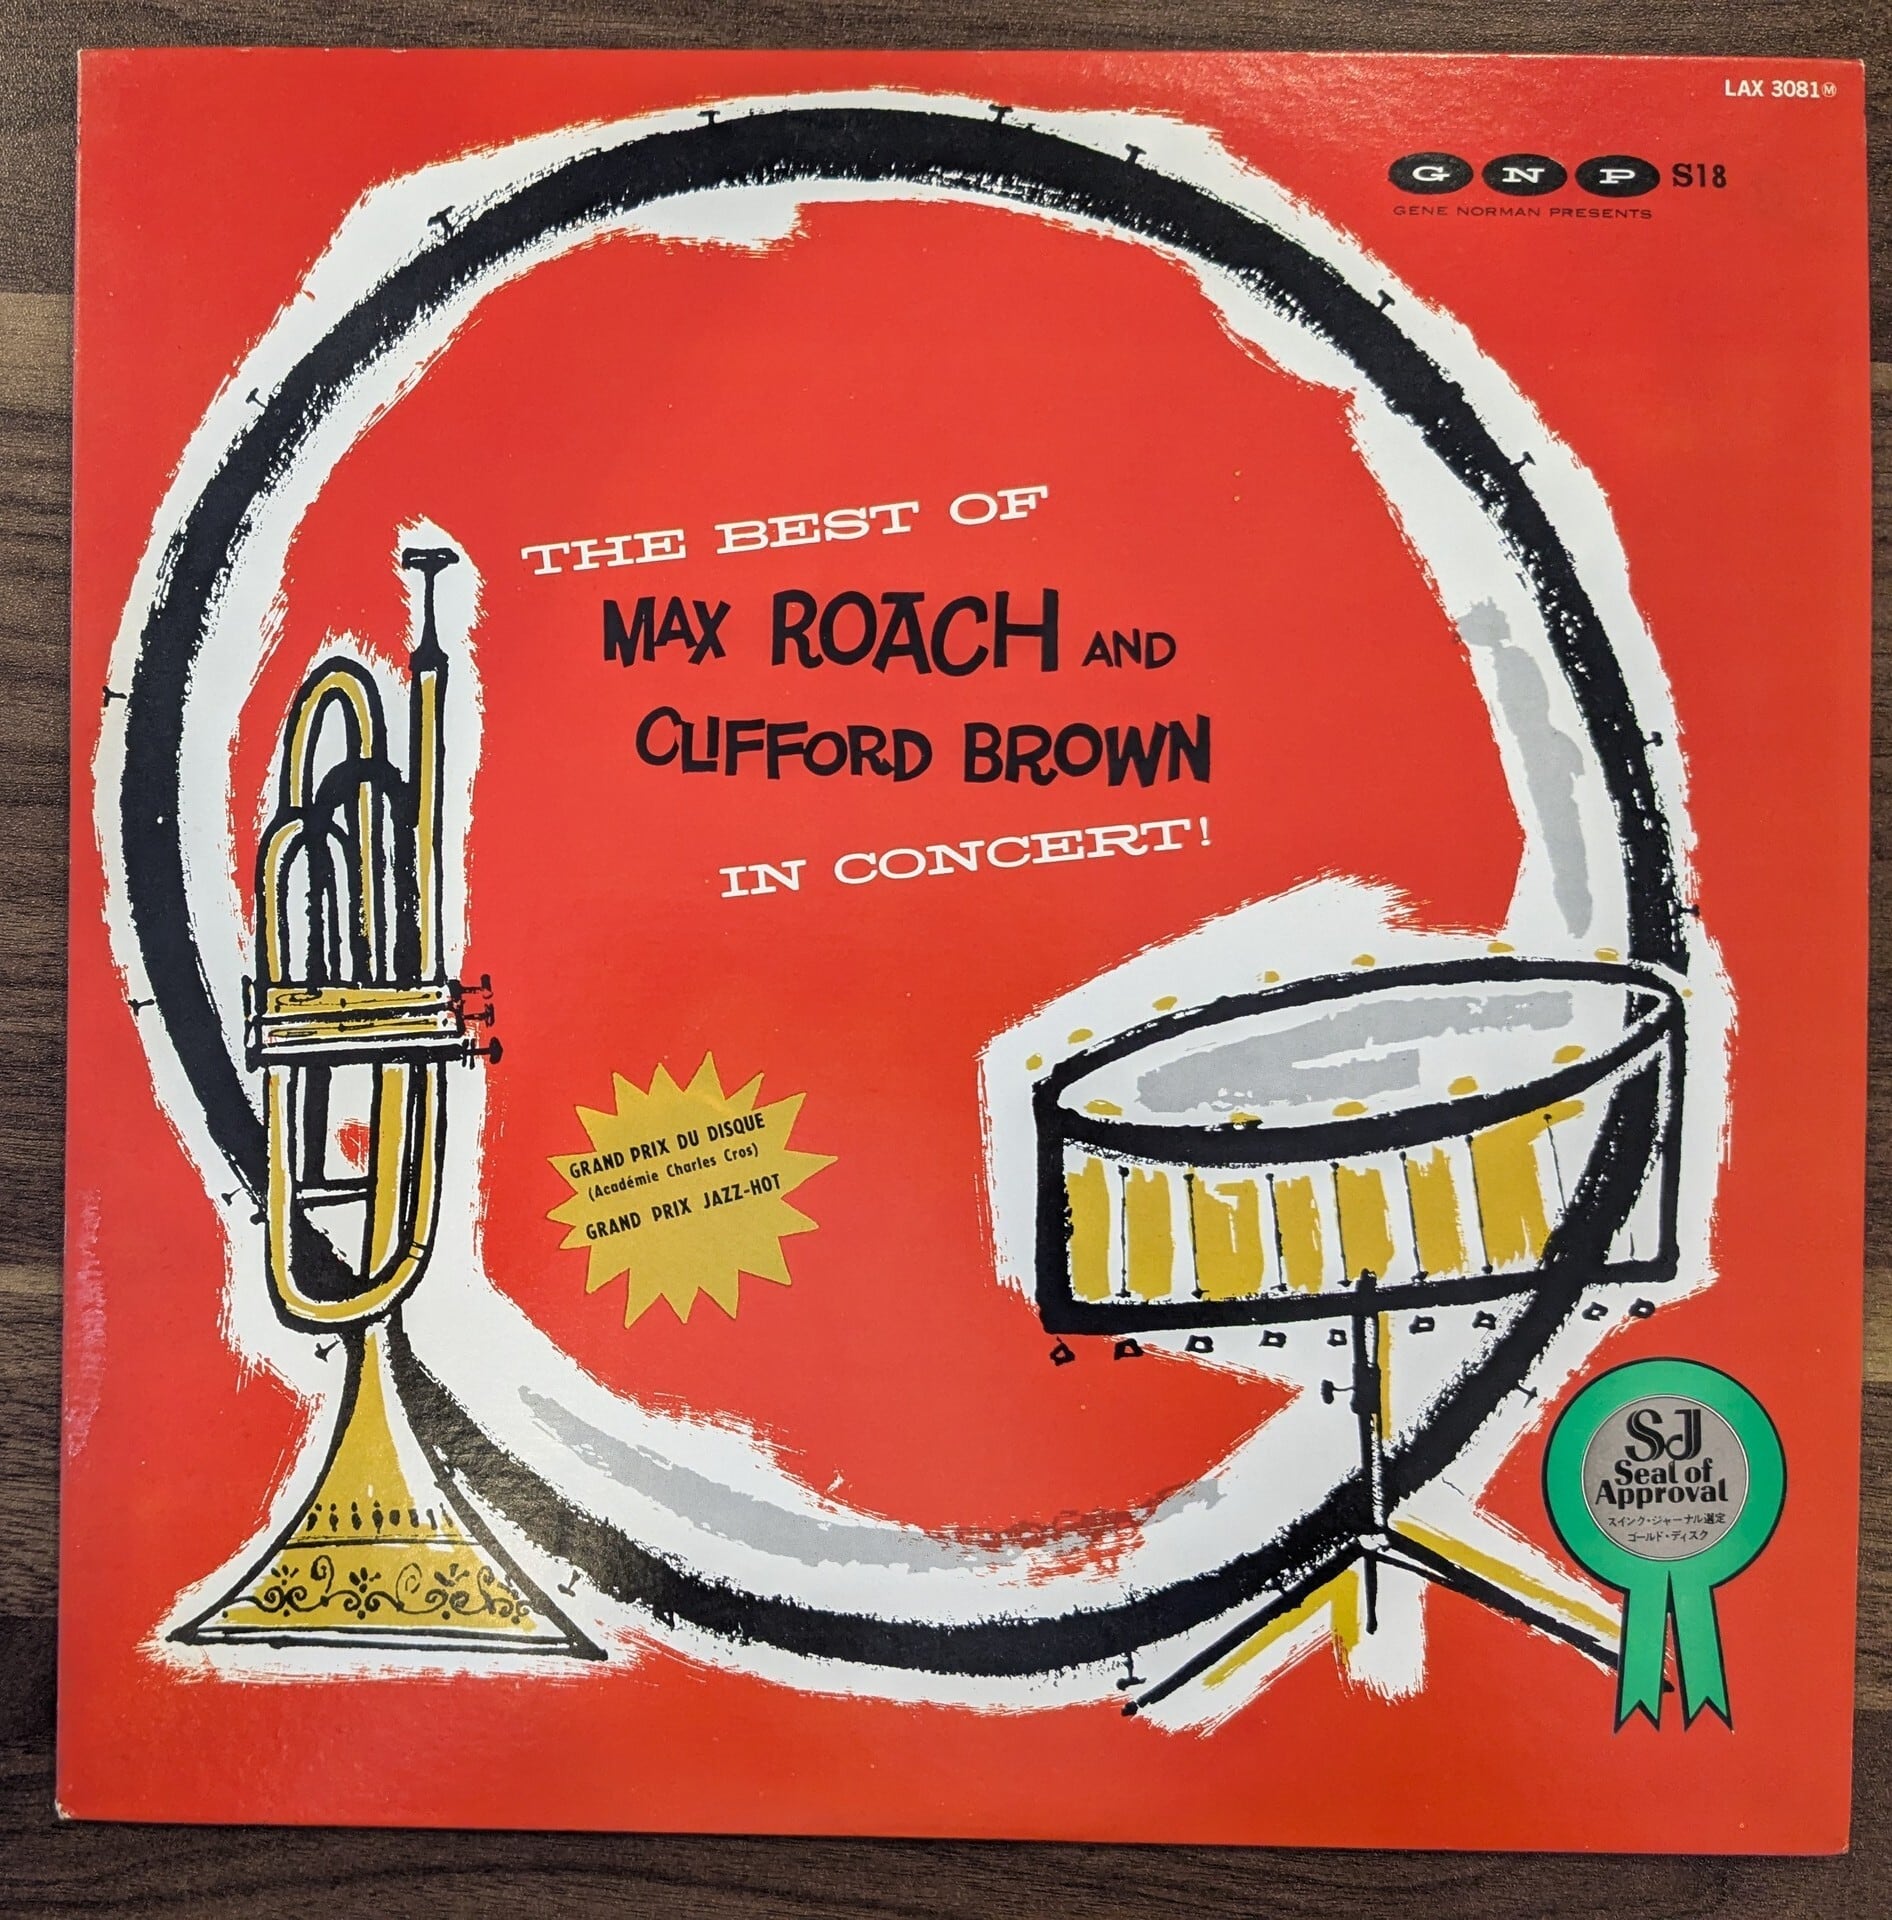 LAX 3081Ⓜ
G N P S18
GENE NORMAN PRESENTS
THE BEST OF
MAX ROACH AND
CLIFFORD BROWN
IN CONCERT!
GRAND PRIX DU DISQUE
(Académie Charles Cros)
GRAND PRIX JAZZ-HOT
SJ
Seal of
Approval
スイング・ジャーナル選定
ゴールド・ディスク